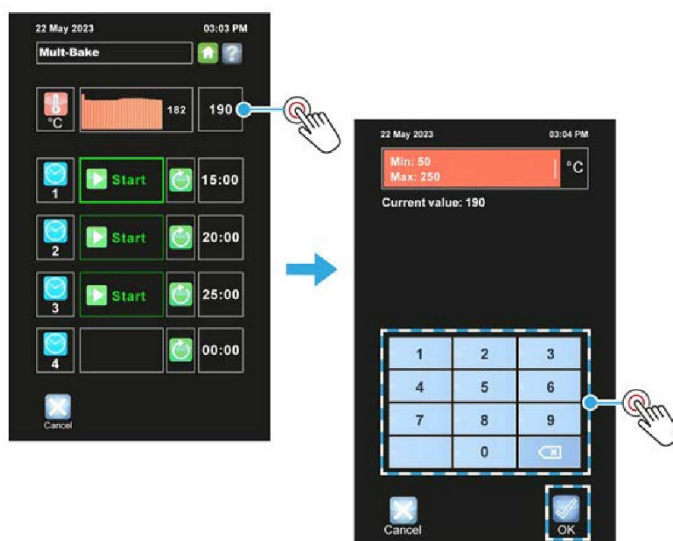 22 May 2023 03:03 PM
Mult-Bake
?
°C 182 190
1 Start 15:00
2 Start 20:00
3 Start 25:00
4 00:00
Cancel
22 May 2023 03:04 PM
Min: 50
Max: 250
°C
Current value: 190
1 2 3
4 5 6
7 8 9
0
Cancel OK